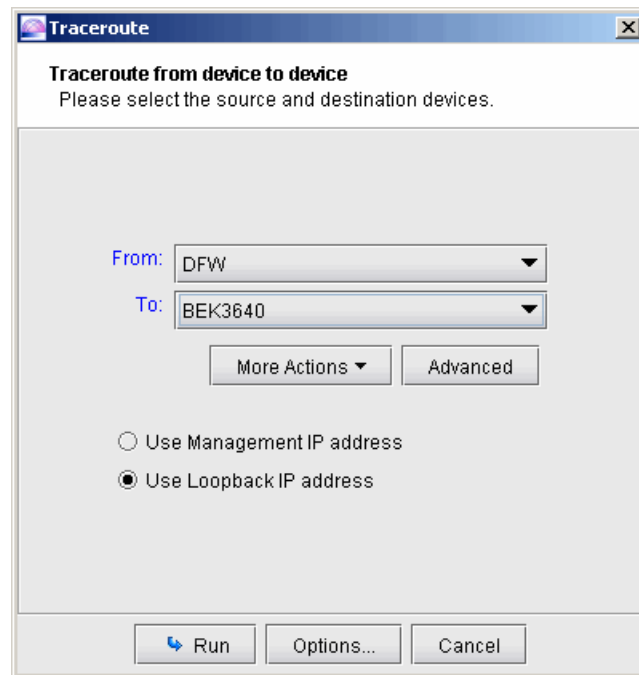 Traceroute
Traceroute from device to device
Please select the source and destination devices.
From: DFW
To: BEK3640
More Actions Advanced
Use Management IP address
Use Loopback IP address
Run Options... Cancel